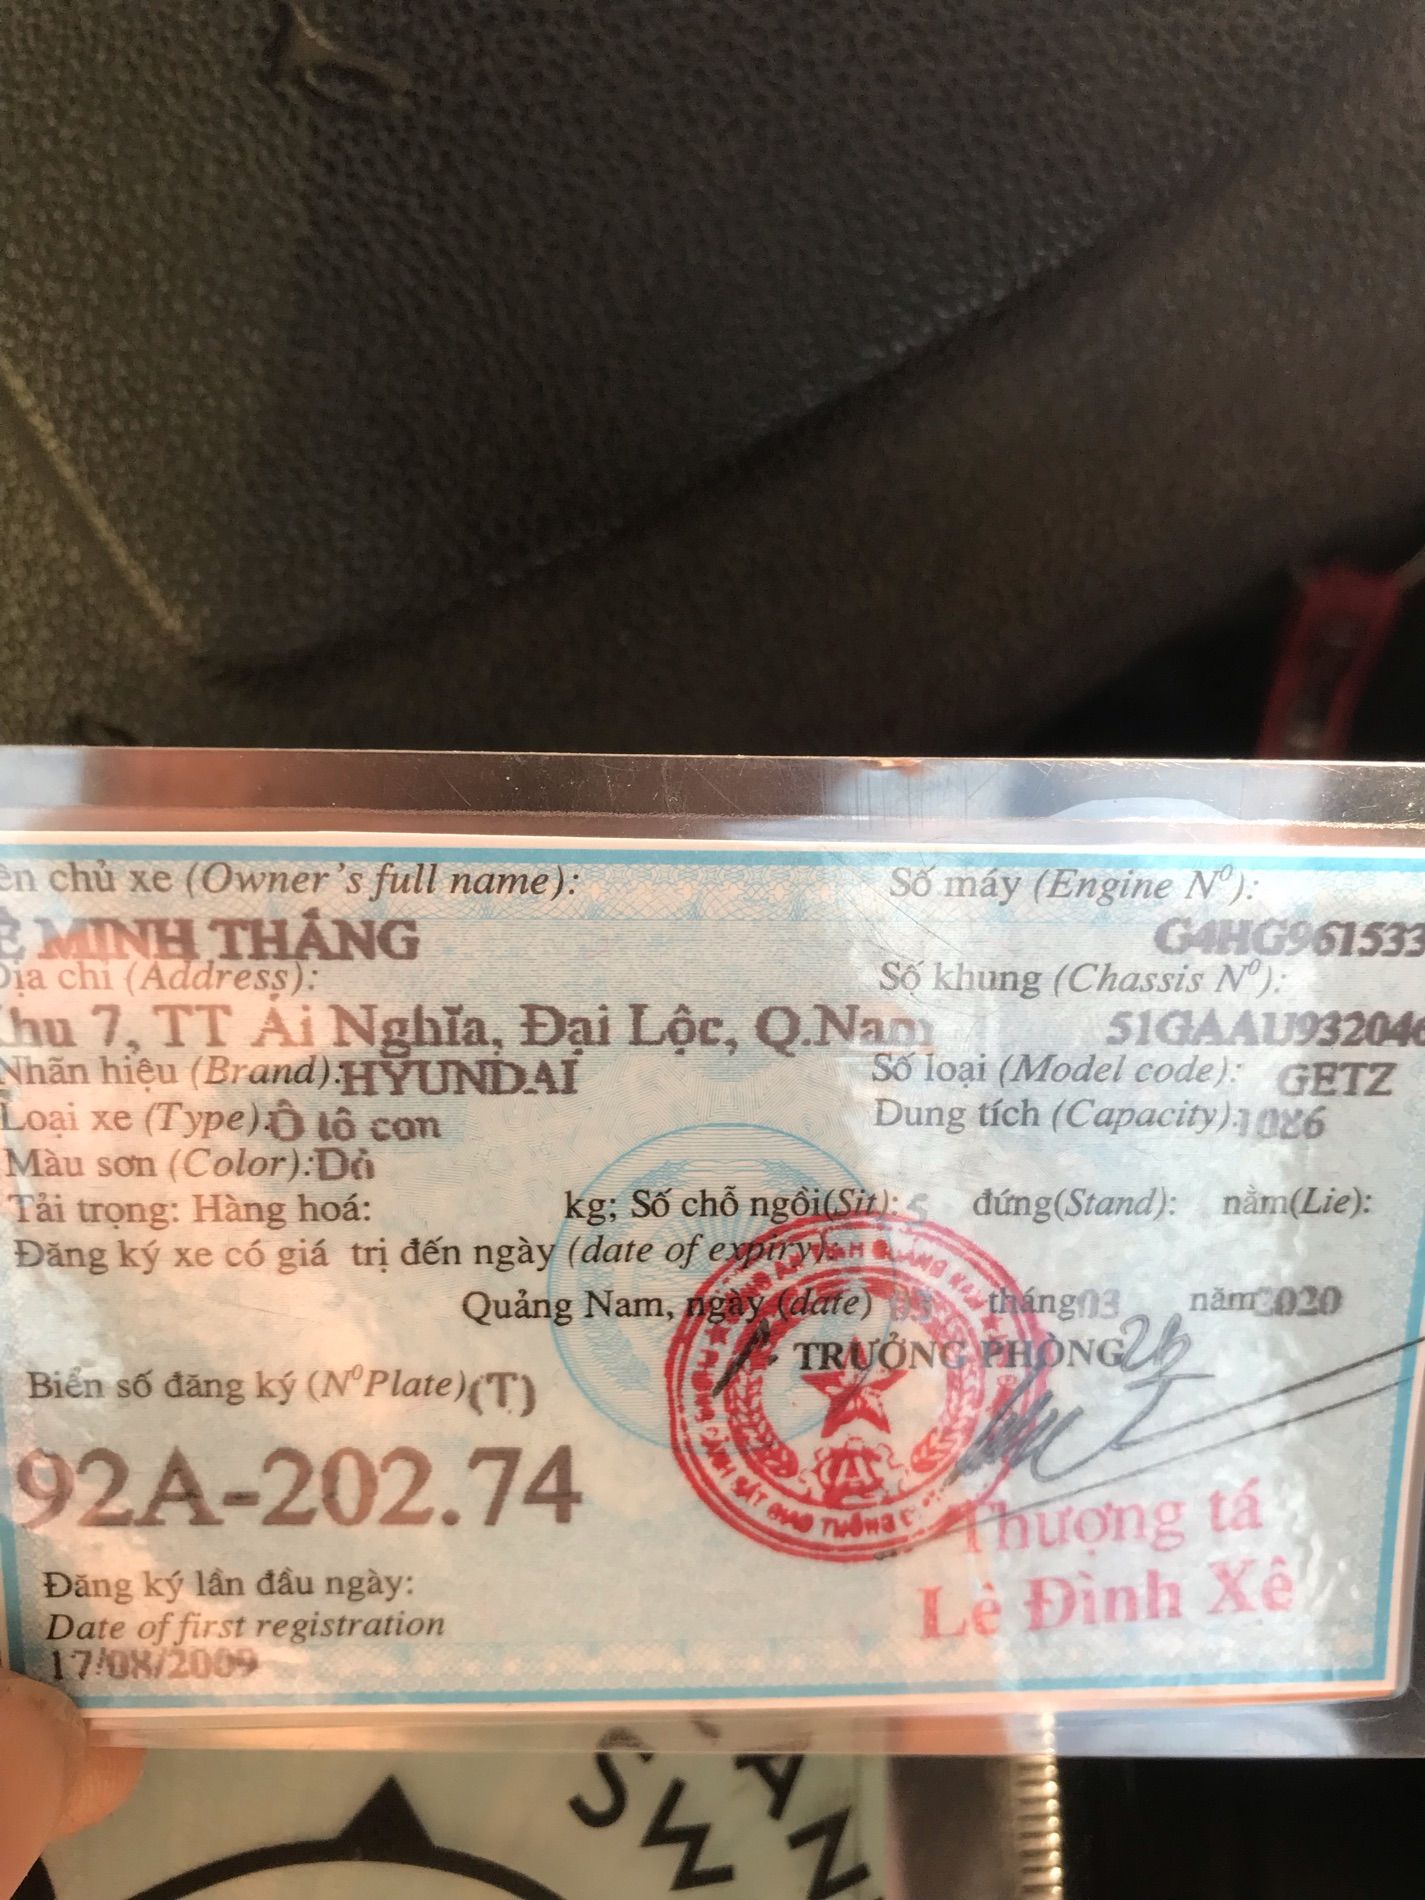 ên chủ xe (Owner's full name):
Ê MINH THẮNG
Địa chỉ (Address):
Khu 7, TT Ái Nghĩa, Đại Lộc, Q.Nam
Nhãn hiệu (Brand): HYUNDAI
Loại xe (Type): Ô tô con
Màu sơn (Color): Đỏ
Số máy (Engine N⁰):
G4HG961533
Số khung (Chassis N⁰):
51GAAU93204
Số loại (Model code): GETZ
Dung tích (Capacity): 1086
Tải trọng: Hàng hoá: kg; Số chỗ ngồi(Sit): 5 đứng(Stand): nằm(Lie):
Đăng ký xe có giá trị đến ngày (date of expiry):
Quảng Nam, ngày (date) 03 tháng 03 năm 2020
TRƯỞNG PHÒNG
Biển số đăng ký (N⁰Plate) (T)
92A-202.74
Thượng tá
Lê Đình Xê
Đăng ký lần đầu ngày:
Date of first registration
17/08/2009